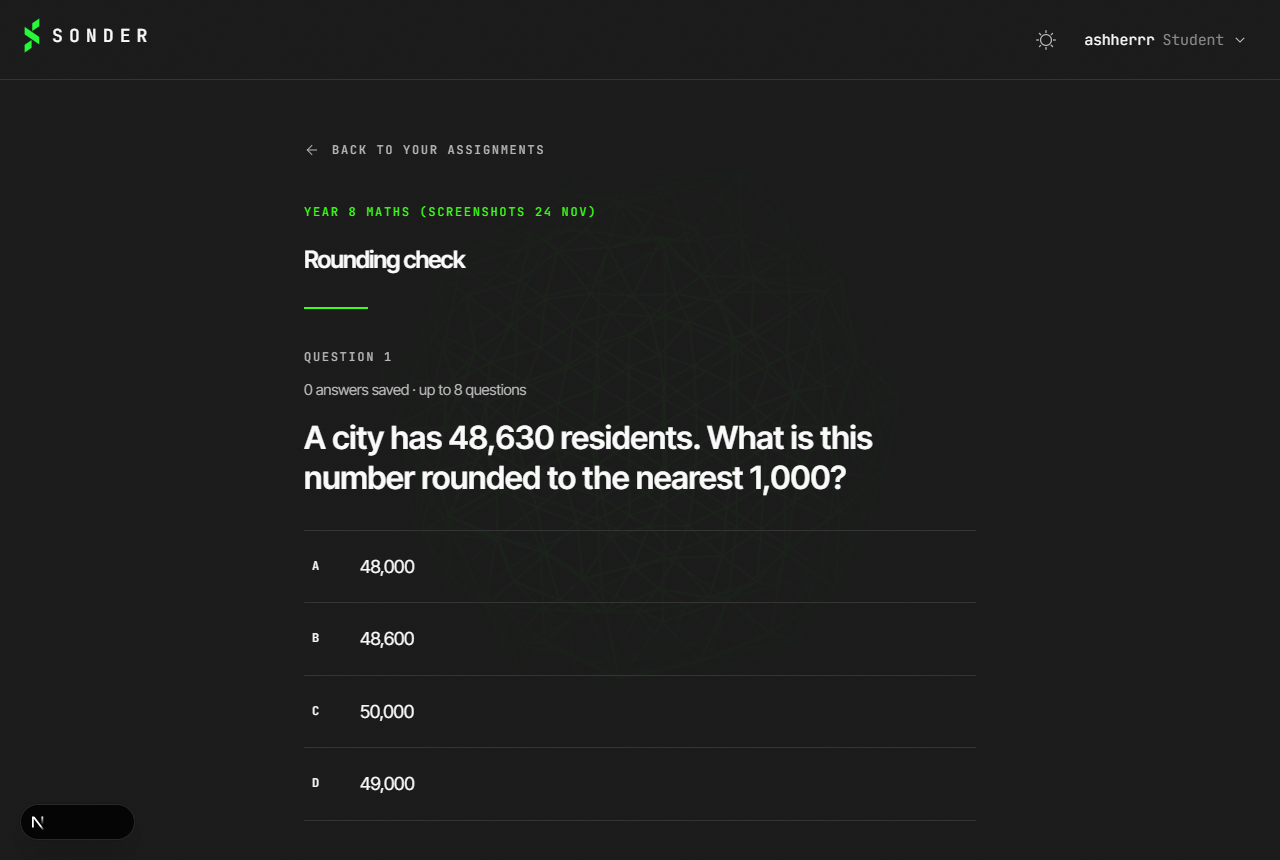 SONDER
ashherrr Student
BACK TO YOUR ASSIGNMENTS
YEAR 8 MATHS (SCREENSHOTS 24 NOV)
Rounding check
QUESTION 1
0 answers saved · up to 8 questions
A city has 48,630 residents. What is this
number rounded to the nearest 1,000?
A 48,000
B 48,600
C 50,000
D 49,000
N